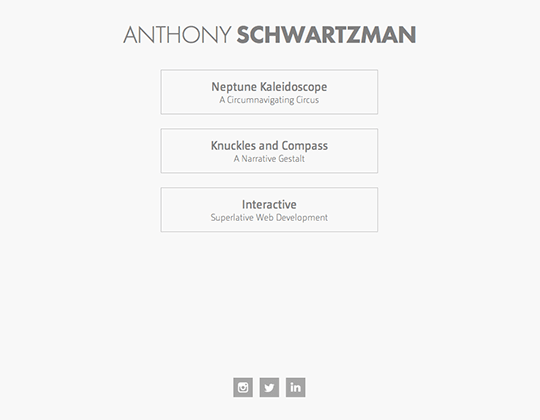 ANTHONY SCHWARTZMAN
Neptune Kaleidoscope
A Circumnavigating Circus
Knuckles and Compass
A Narrative Gestalt
Interactive
Superlative Web Development
in